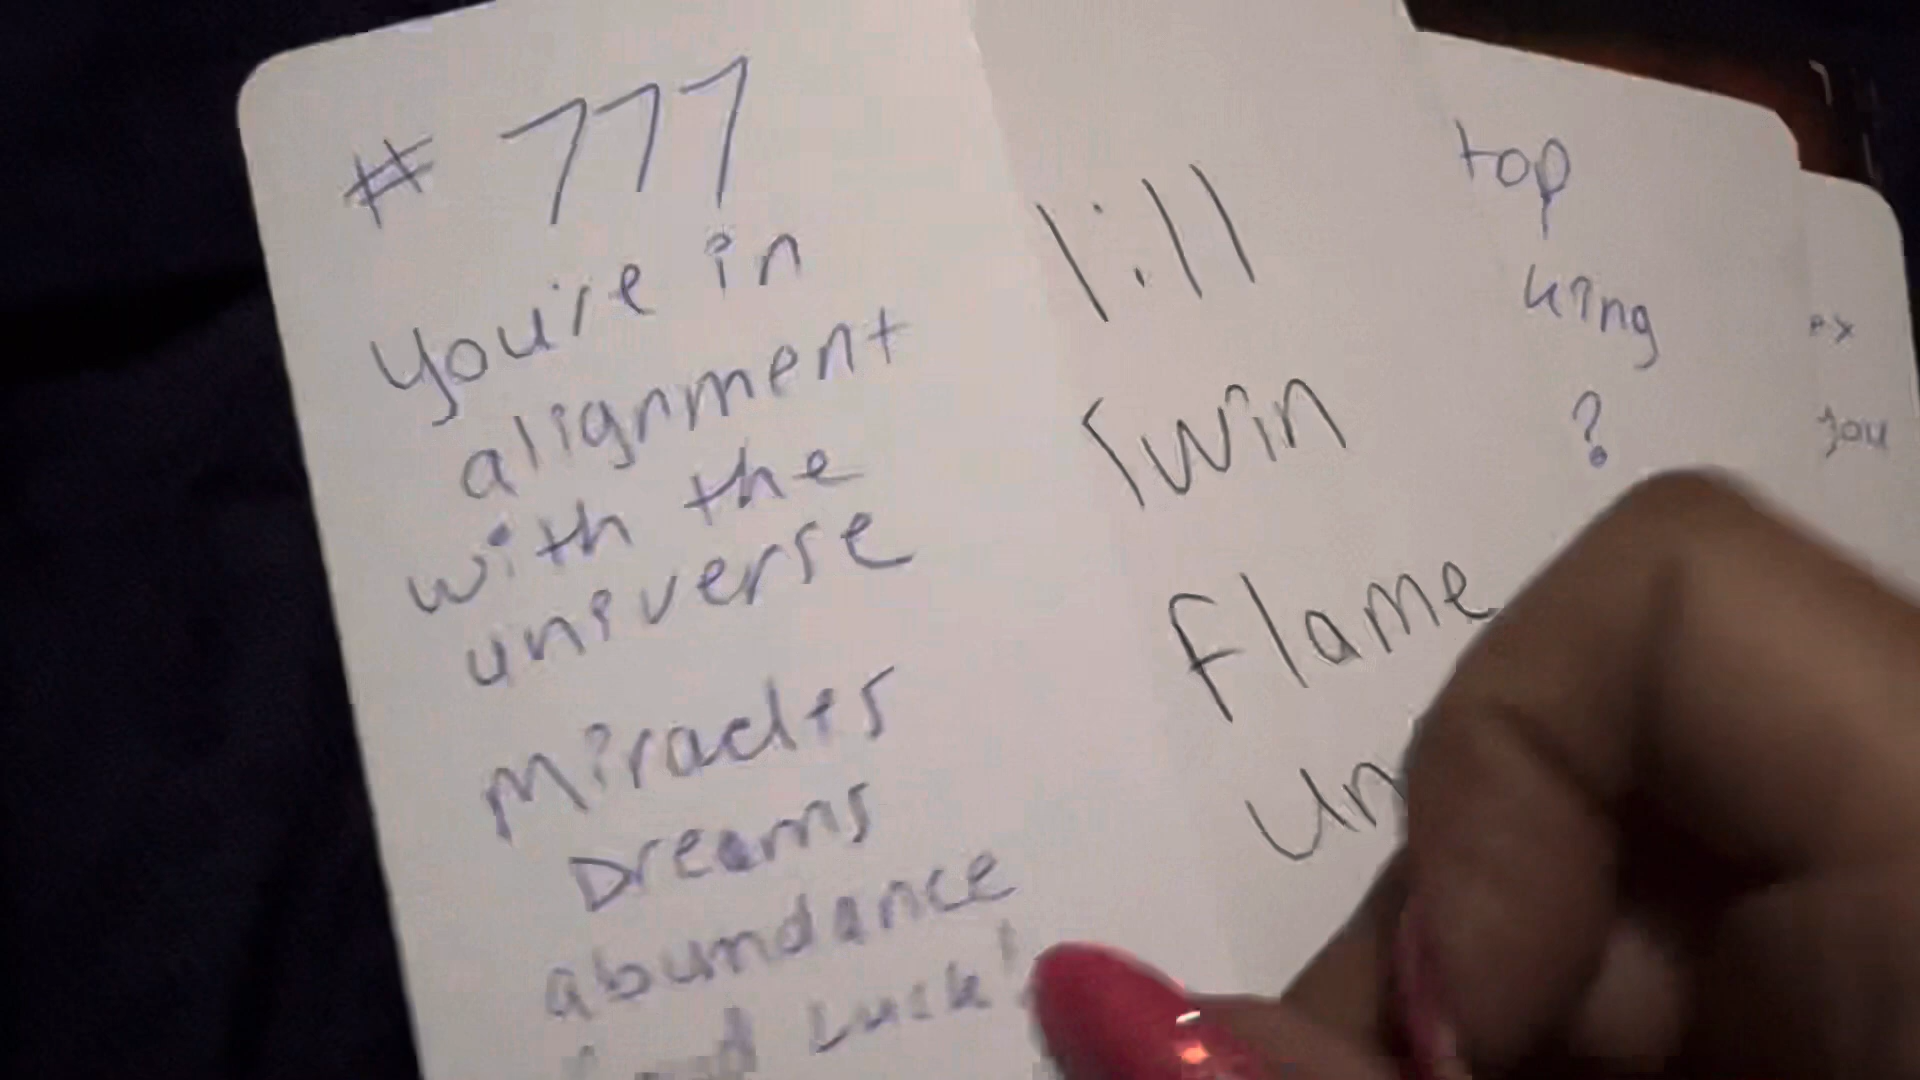 # 777
you're in
alignment
with the
universe
Miracles
Dreams
abundance
Luck!
1:11
Twin
Flame
top
king
?
you